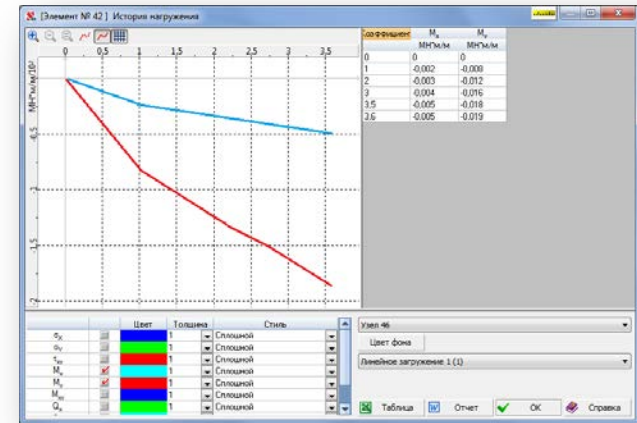 [Элемент № 42] История нагружения
0 0,5 1 1,5 2 2,5 3 3,5
МН*м/м/10²
0
-0,5
-1
-1,5
-2
Коэффициент Mx My
МН*м/м МН*м/м
0 0 0
1 -0,002 -0,008
2 -0,003 -0,012
3 -0,004 -0,016
3,5 -0,005 -0,018
3,6 -0,005 -0,019
Цвет Толщина Стиль
σx 1 Сплошной
σy 1 Сплошной
τxy 1 Сплошной
Mx 1 Сплошной
My 1 Сплошной
Mxy 1 Сплошной
Qx 1 Сплошной
Узел 46
Цвет фона
Линейное загружение 1 (1)
Таблица Отчет OK Справка